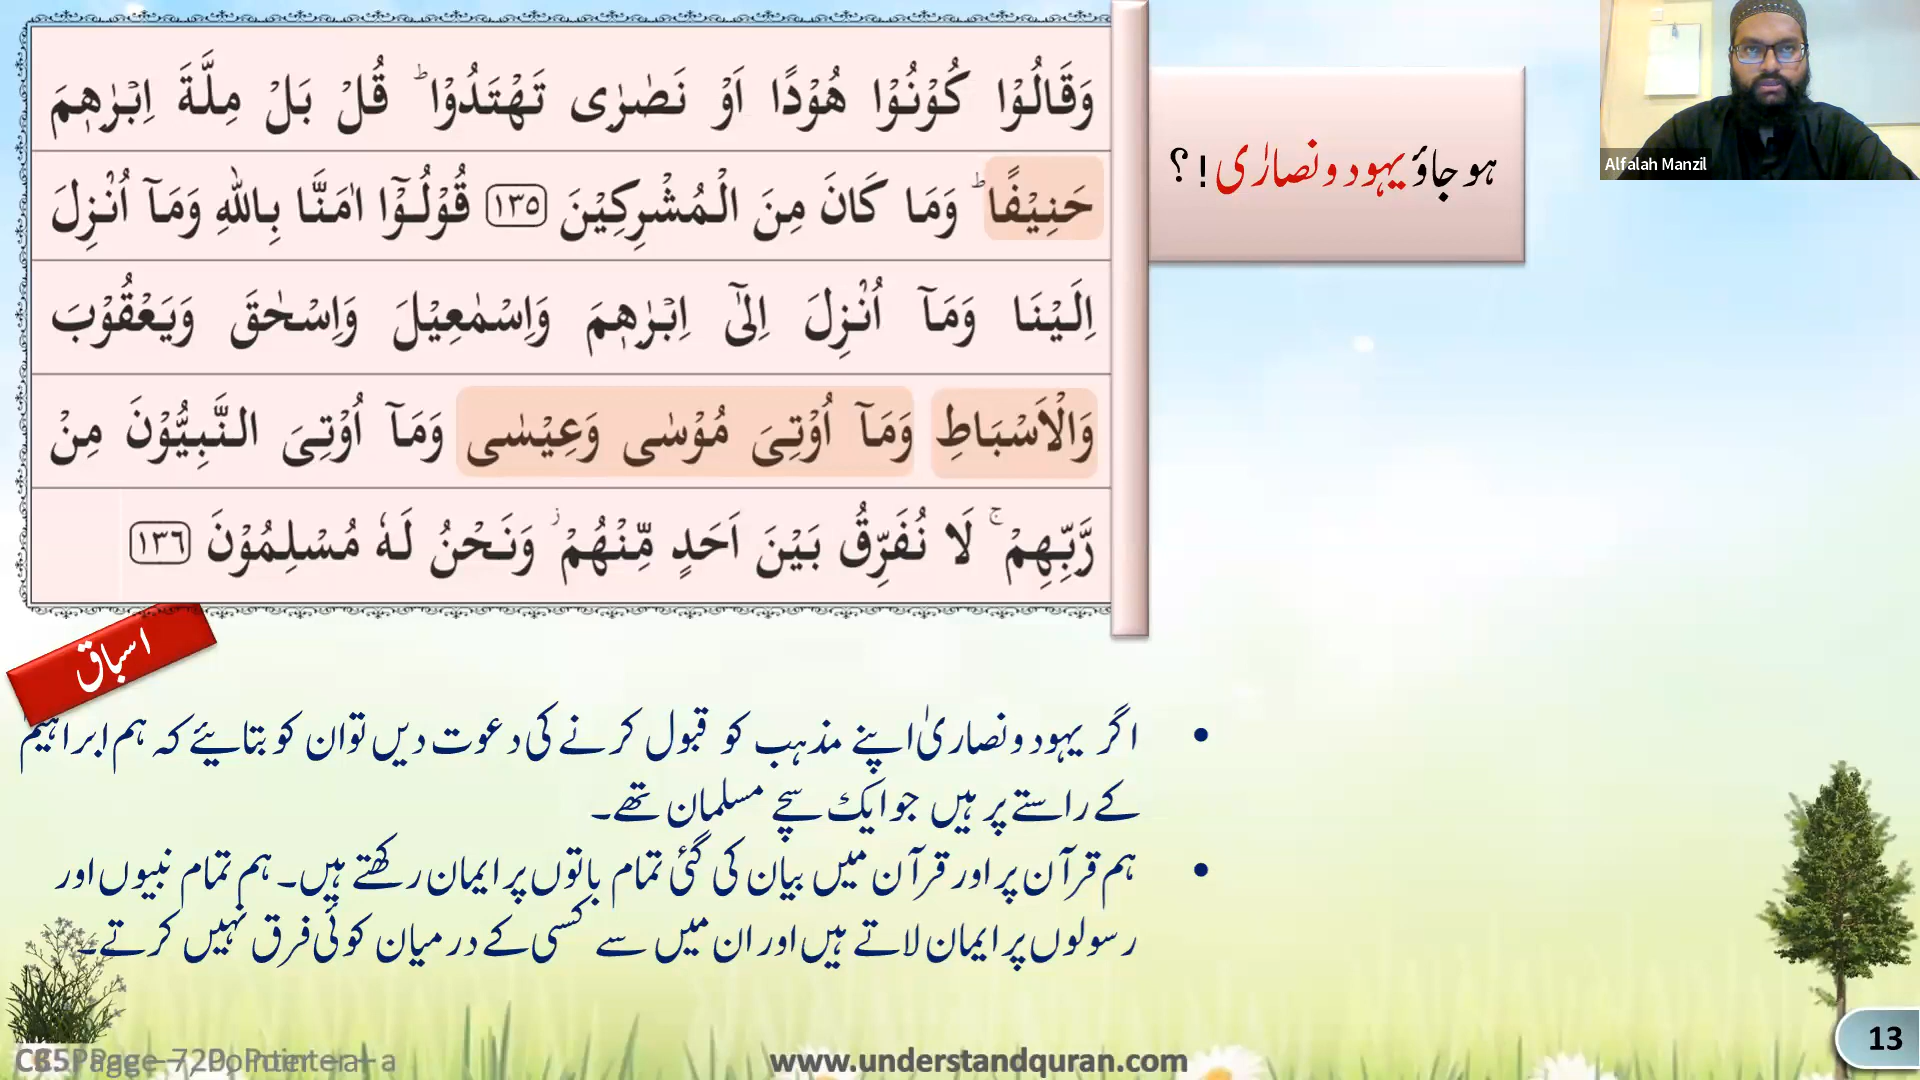 وَقَالُوْا كُوْنُوْا هُوْدًا اَوْ نَصٰرٰى تَهْتَدُوْا ؕ قُلْ بَلْ مِلَّةَ اِبْرٰهٖمَ
حَنِيْفًا ؕ وَمَا كَانَ مِنَ الْمُشْرِكِيْنَ ١٣٥ قُوْلُوْٓا اٰمَنَّا بِاللّٰهِ وَمَآ اُنْزِلَ
اِلَيْنَا وَمَآ اُنْزِلَ اِلٰٓى اِبْرٰهٖمَ وَاِسْمٰعِيْلَ وَاِسْحٰقَ وَيَعْقُوْبَ
وَالْاَسْبَاطِ وَمَآ اُوْتِىَ مُوْسٰى وَعِيْسٰى وَمَآ اُوْتِىَ النَّبِيُّوْنَ مِنْ
رَّبِّهِمْ ۚ لَا نُفَرِّقُ بَيْنَ اَحَدٍ مِّنْهُمْ ؗ وَنَحْنُ لَهٗ مُسْلِمُوْنَ ١٣٦
ہو جاؤ یہود و نصارٰی ! ؟
Alfalah Manzil
اسباق
• اگر یہود و نصاریٰ اپنے مذہب کو قبول کرنے کی دعوت دیں تو ان کو بتایئے کہ ہم ابراہیمؑ
کے راستے پر ہیں جو ایک سچے مسلمان تھے۔
• ہم قرآن پر اور قرآن میں بیان کی گئی تمام باتوں پر ایمان رکھتے ہیں۔ ہم تمام نبیوں اور
رسولوں پر ایمان لاتے ہیں اور ان میں سے کسی کے درمیان کوئی فرق نہیں کرتے۔
www.understandquran.com
13